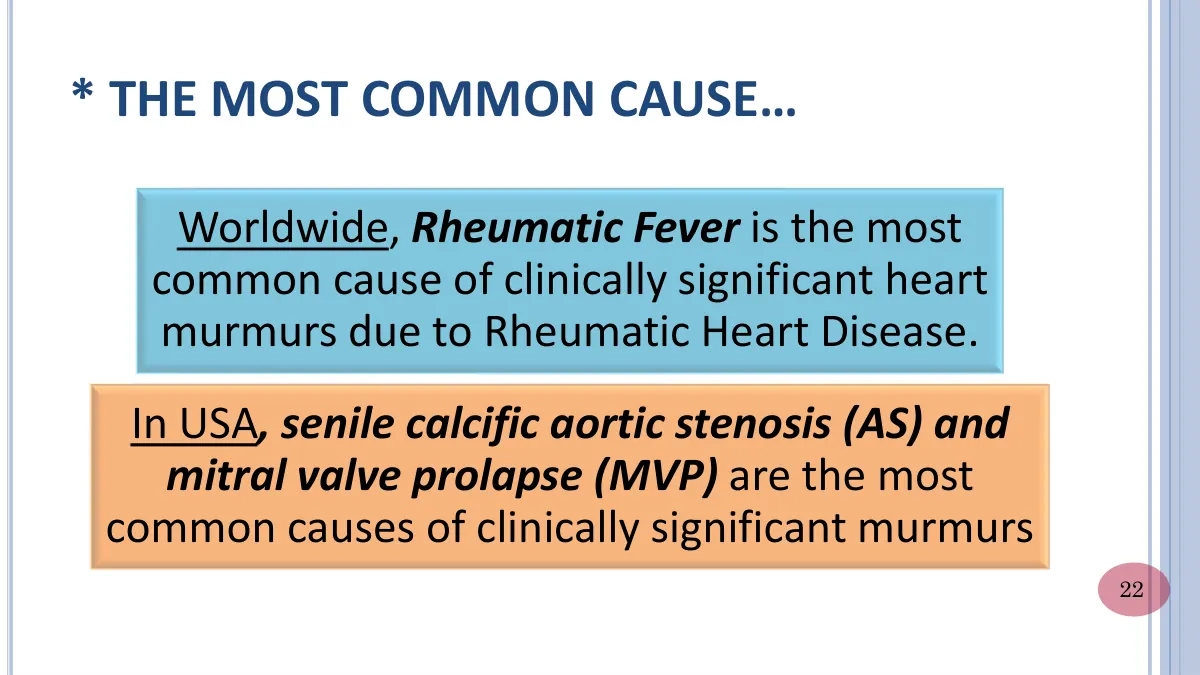 * THE MOST COMMON CAUSE…
Worldwide, Rheumatic Fever is the most
common cause of clinically significant heart
murmurs due to Rheumatic Heart Disease.
In USA, senile calcific aortic stenosis (AS) and
mitral valve prolapse (MVP) are the most
common causes of clinically significant murmurs
22